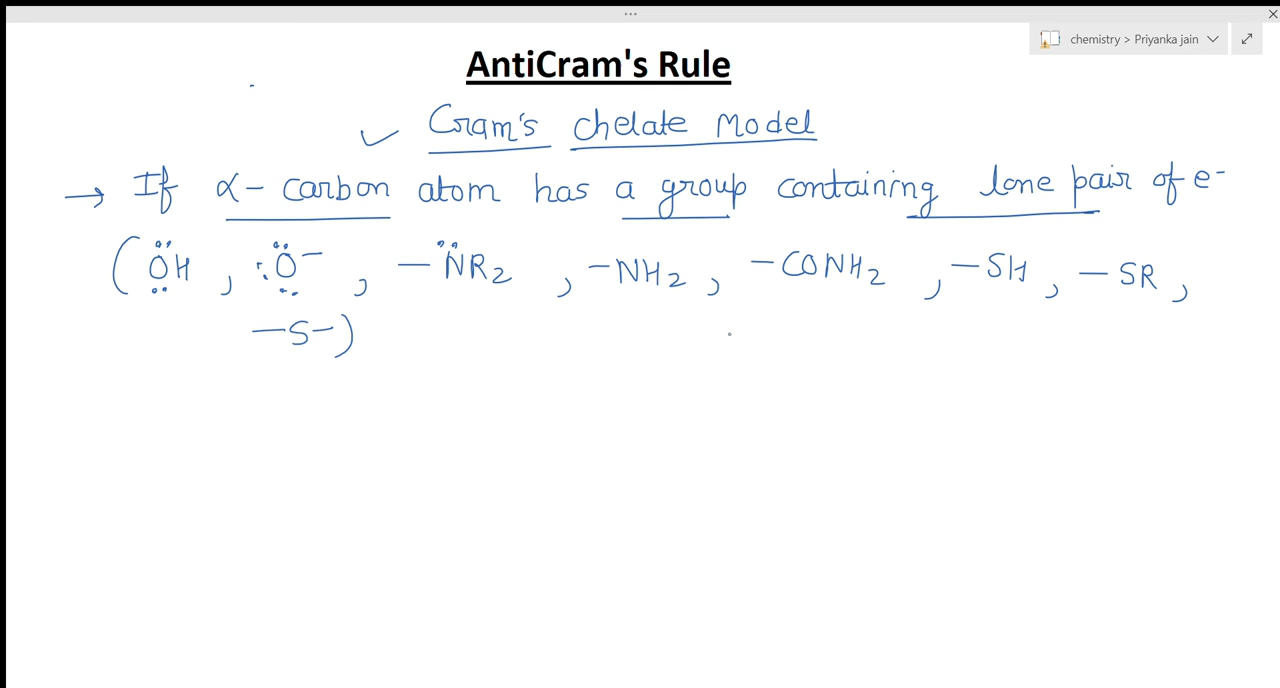 chemistry > Priyanka jain
AntiCram's Rule
Cram's chelate Model
→ If α- carbon atom has a group containing lone pair of e-
(ÖH, :Ö⁻, -N̈R₂, -NH₂, -CONH₂, -SH, -SR,
-S-)